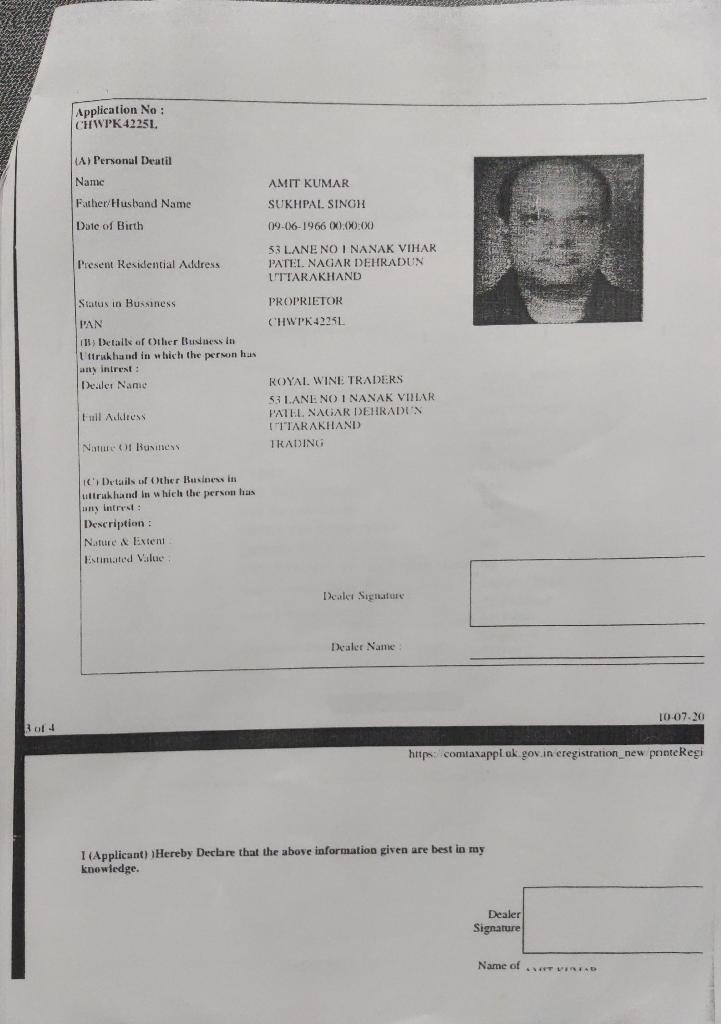 Application No :
CHWPK4225L
(A) Personal Deatil
Name AMIT KUMAR
Father/Husband Name SUKHPAL SINGH
Date of Birth 09-06-1966 00:00:00
Present Residential Address 53 LANE NO 1 NANAK VIHAR
PATEL NAGAR DEHRADUN
UTTARAKHAND
Status in Bussiness PROPRIETOR
PAN CHWPK4225L
(B) Details of Other Business in
Uttrakhand in which the person has
any intrest :
Dealer Name ROYAL WINE TRADERS
Full Address 53 LANE NO 1 NANAK VIHAR
PATEL NAGAR DEHRADUN
UTTARAKHAND
Nature Of Business TRADING
(C) Details of Other Business in
uttrakhand in which the person has
any intrest :
Description :
Nature & Extent :
Estimated Value :
Dealer Signature
Dealer Name :
3 of 4 10-07-20
https://comtaxappl.uk.gov.in/eregistration_new/printeRegi
I (Applicant) )Hereby Declare that the above information given are best in my
knowledge.
Dealer
Signature
Name of